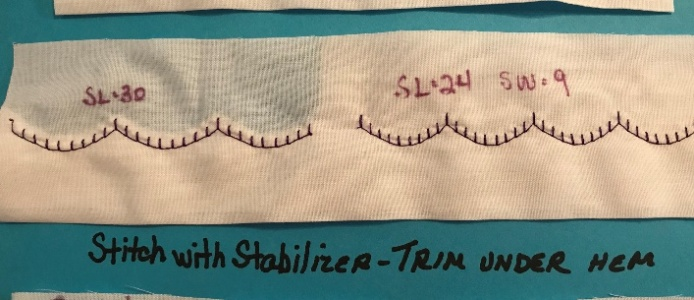 SL=30
SL=24 SW=9
Stitch with Stabilizer - TRIM UNDER HEM